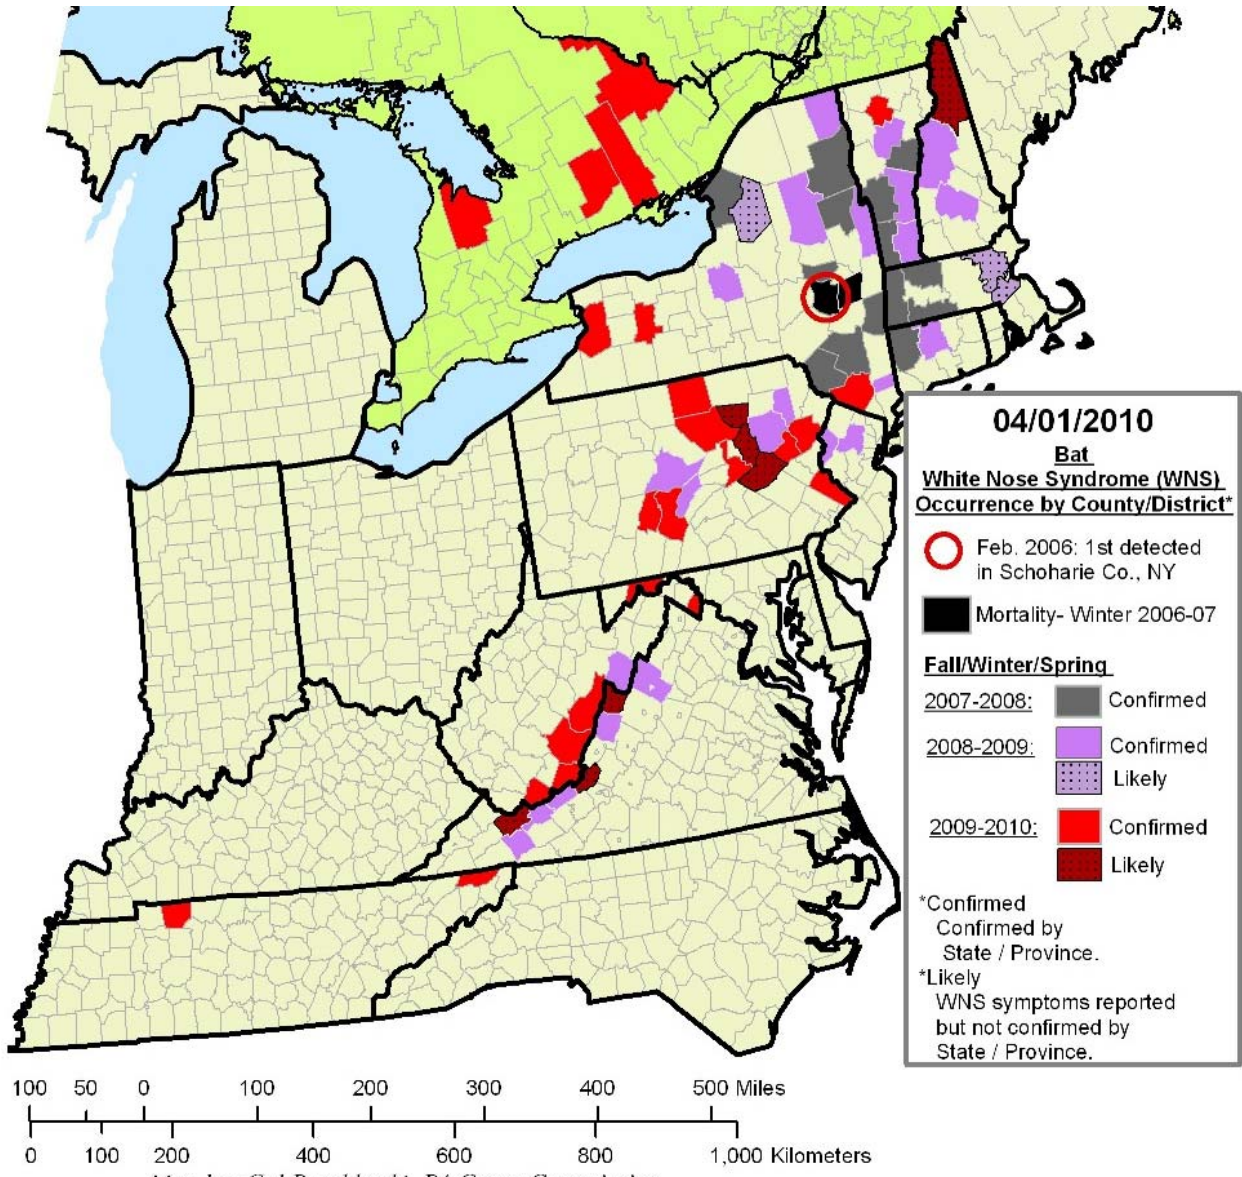 04/01/2010
Bat
White Nose Syndrome (WNS)
Occurrence by County/District*
Feb. 2006: 1st detected
in Schoharie Co., NY
Mortality- Winter 2006-07
Fall/Winter/Spring
2007-2008: Confirmed
2008-2009: Confirmed
Likely
2009-2010: Confirmed
Likely
*Confirmed
Confirmed by
State / Province.
*Likely
WNS symptoms reported
but not confirmed by
State / Province.
100 50 0 100 200 300 400 500 Miles
0 100 200 400 600 800 1,000 Kilometers